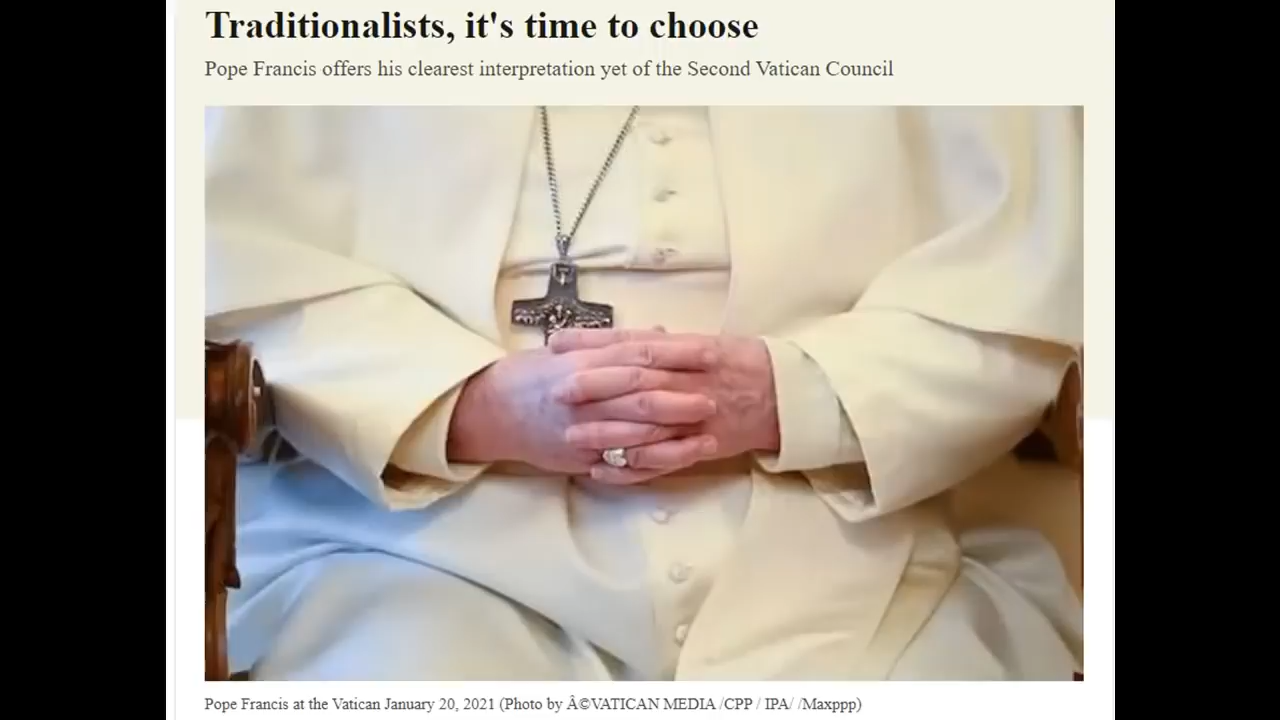 Traditionalists, it's time to choose
Pope Francis offers his clearest interpretation yet of the Second Vatican Council
Pope Francis at the Vatican January 20, 2021 (Photo by Â©VATICAN MEDIA /CPP / IPA/ /Maxppp)